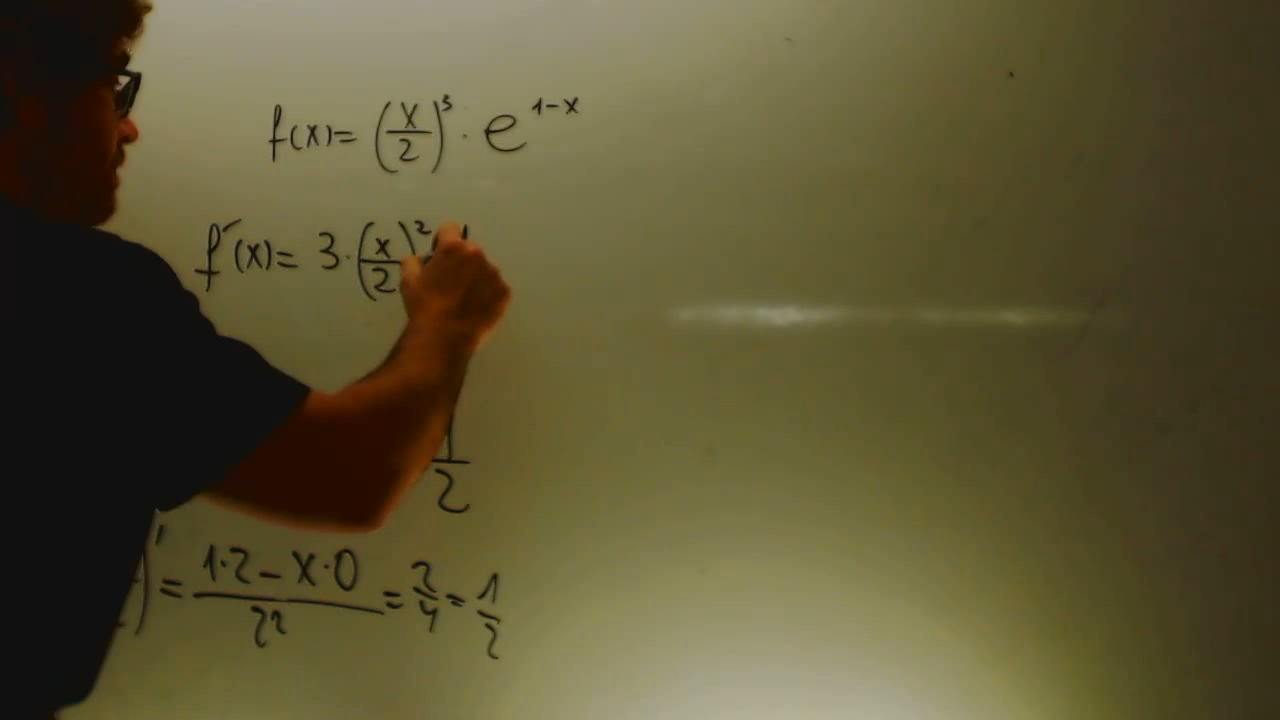 f(x)= (x/2)³ · e^(1-x)
f´(x)= 3·(x/2)²
1/2
)' = (1·2 - x·0)/2² = 2/4 = 1/2